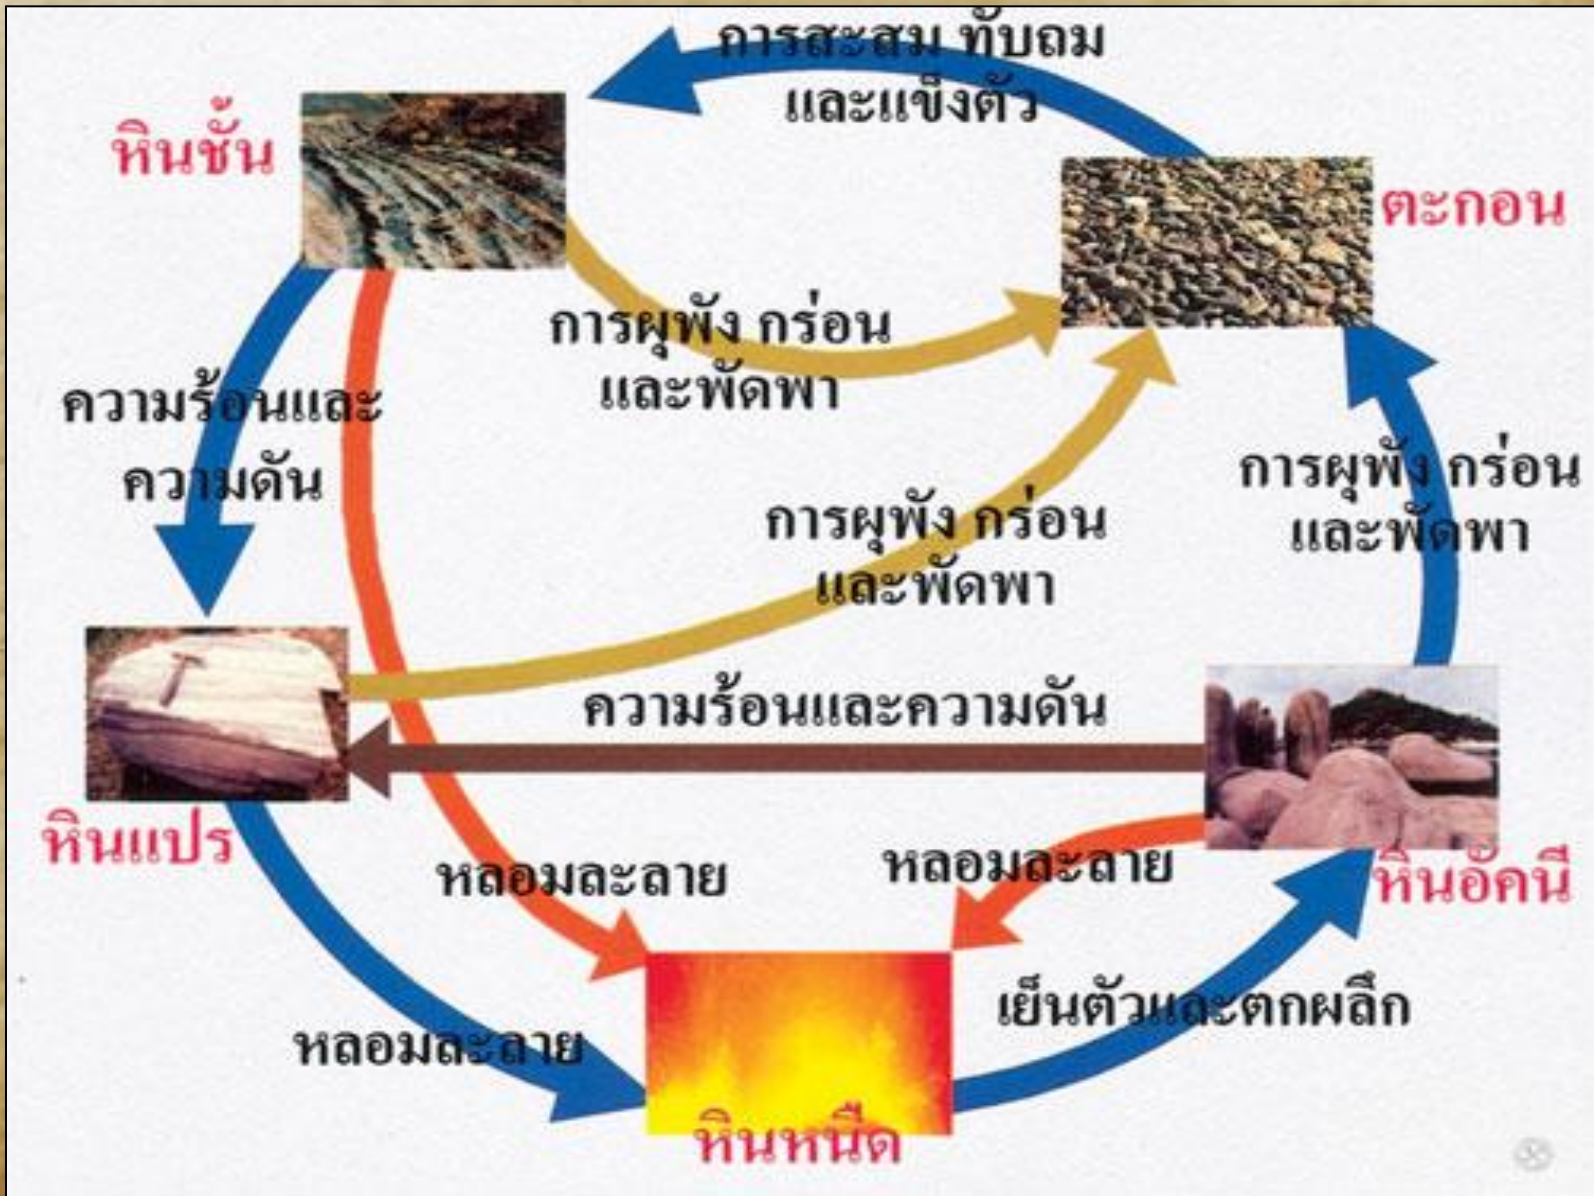 การสะสม ทับถม
และแข็งตัว
หินชั้น
ตะกอน
การผุพัง กร่อน
และพัดพา
ความร้อนและ
ความดัน
การผุพัง กร่อน
และพัดพา
การผุพัง กร่อน
และพัดพา
ความร้อนและความดัน
หินแปร
หลอมละลาย
หลอมละลาย
หินอัคนี
เย็นตัวและตกผลึก
หลอมละลาย
หินหนืด